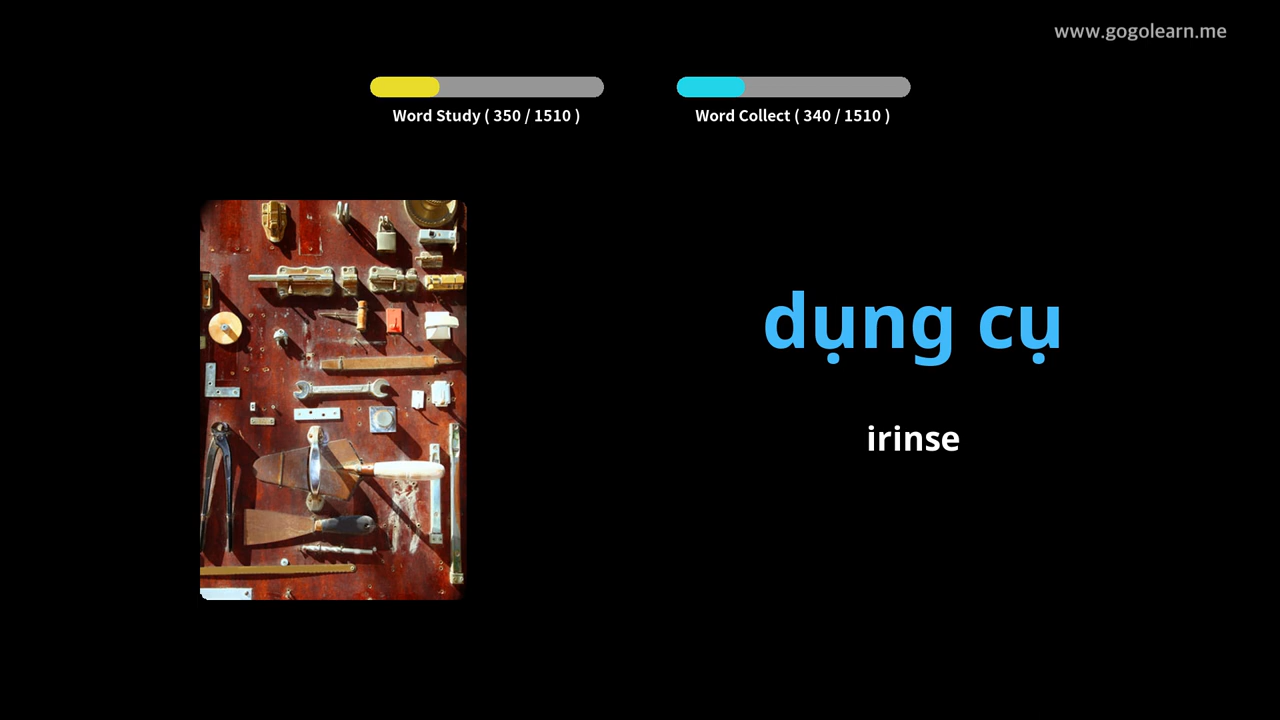 www.gogolearn.me
Word Study ( 350 / 1510 )
Word Collect ( 340 / 1510 )
dụng cụ
irinse